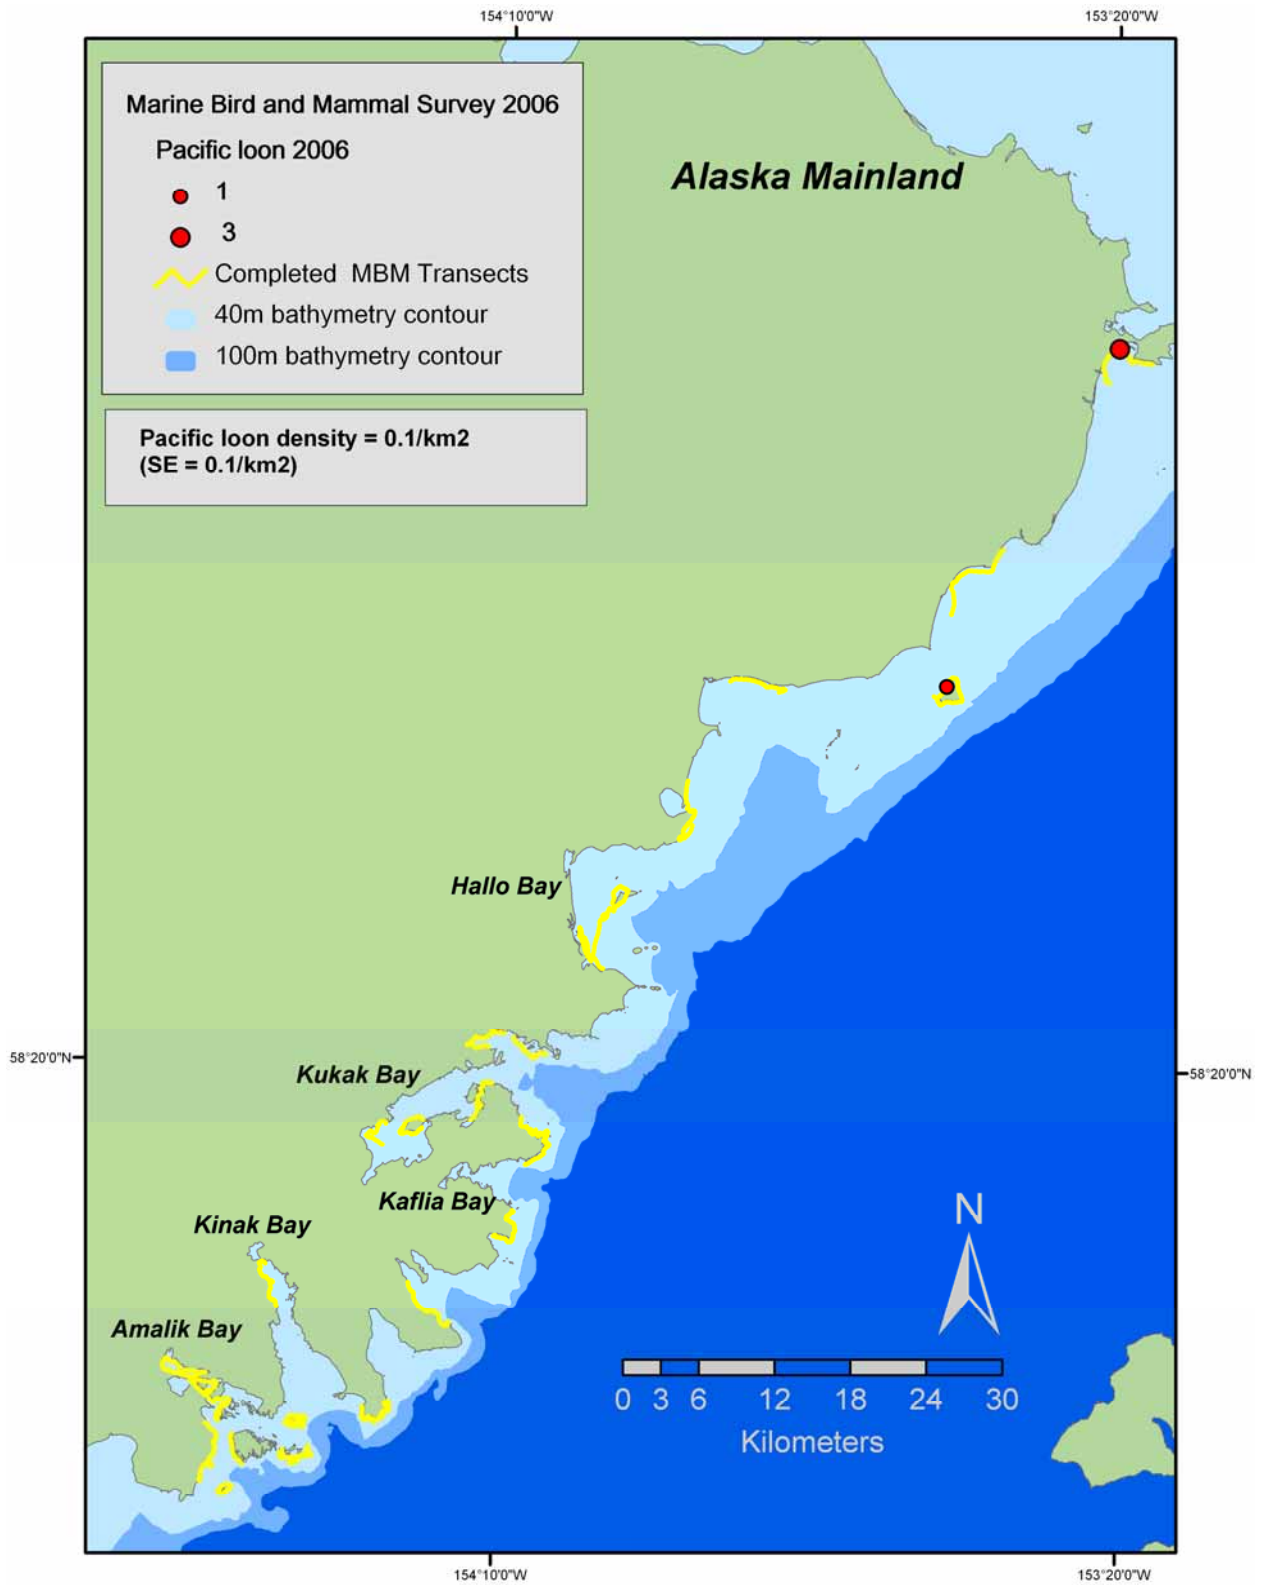 154°10'0"W
153°20'0"W
Marine Bird and Mammal Survey 2006
Pacific loon 2006
1
3
Completed MBM Transects
40m bathymetry contour
100m bathymetry contour
Pacific loon density = 0.1/km2
(SE = 0.1/km2)
Alaska Mainland
Hallo Bay
58°20'0"N
58°20'0"N
Kukak Bay
Kaflia Bay
Kinak Bay
Amalik Bay
N
0 3 6 12 18 24 30
Kilometers
154°10'0"W
153°20'0"W